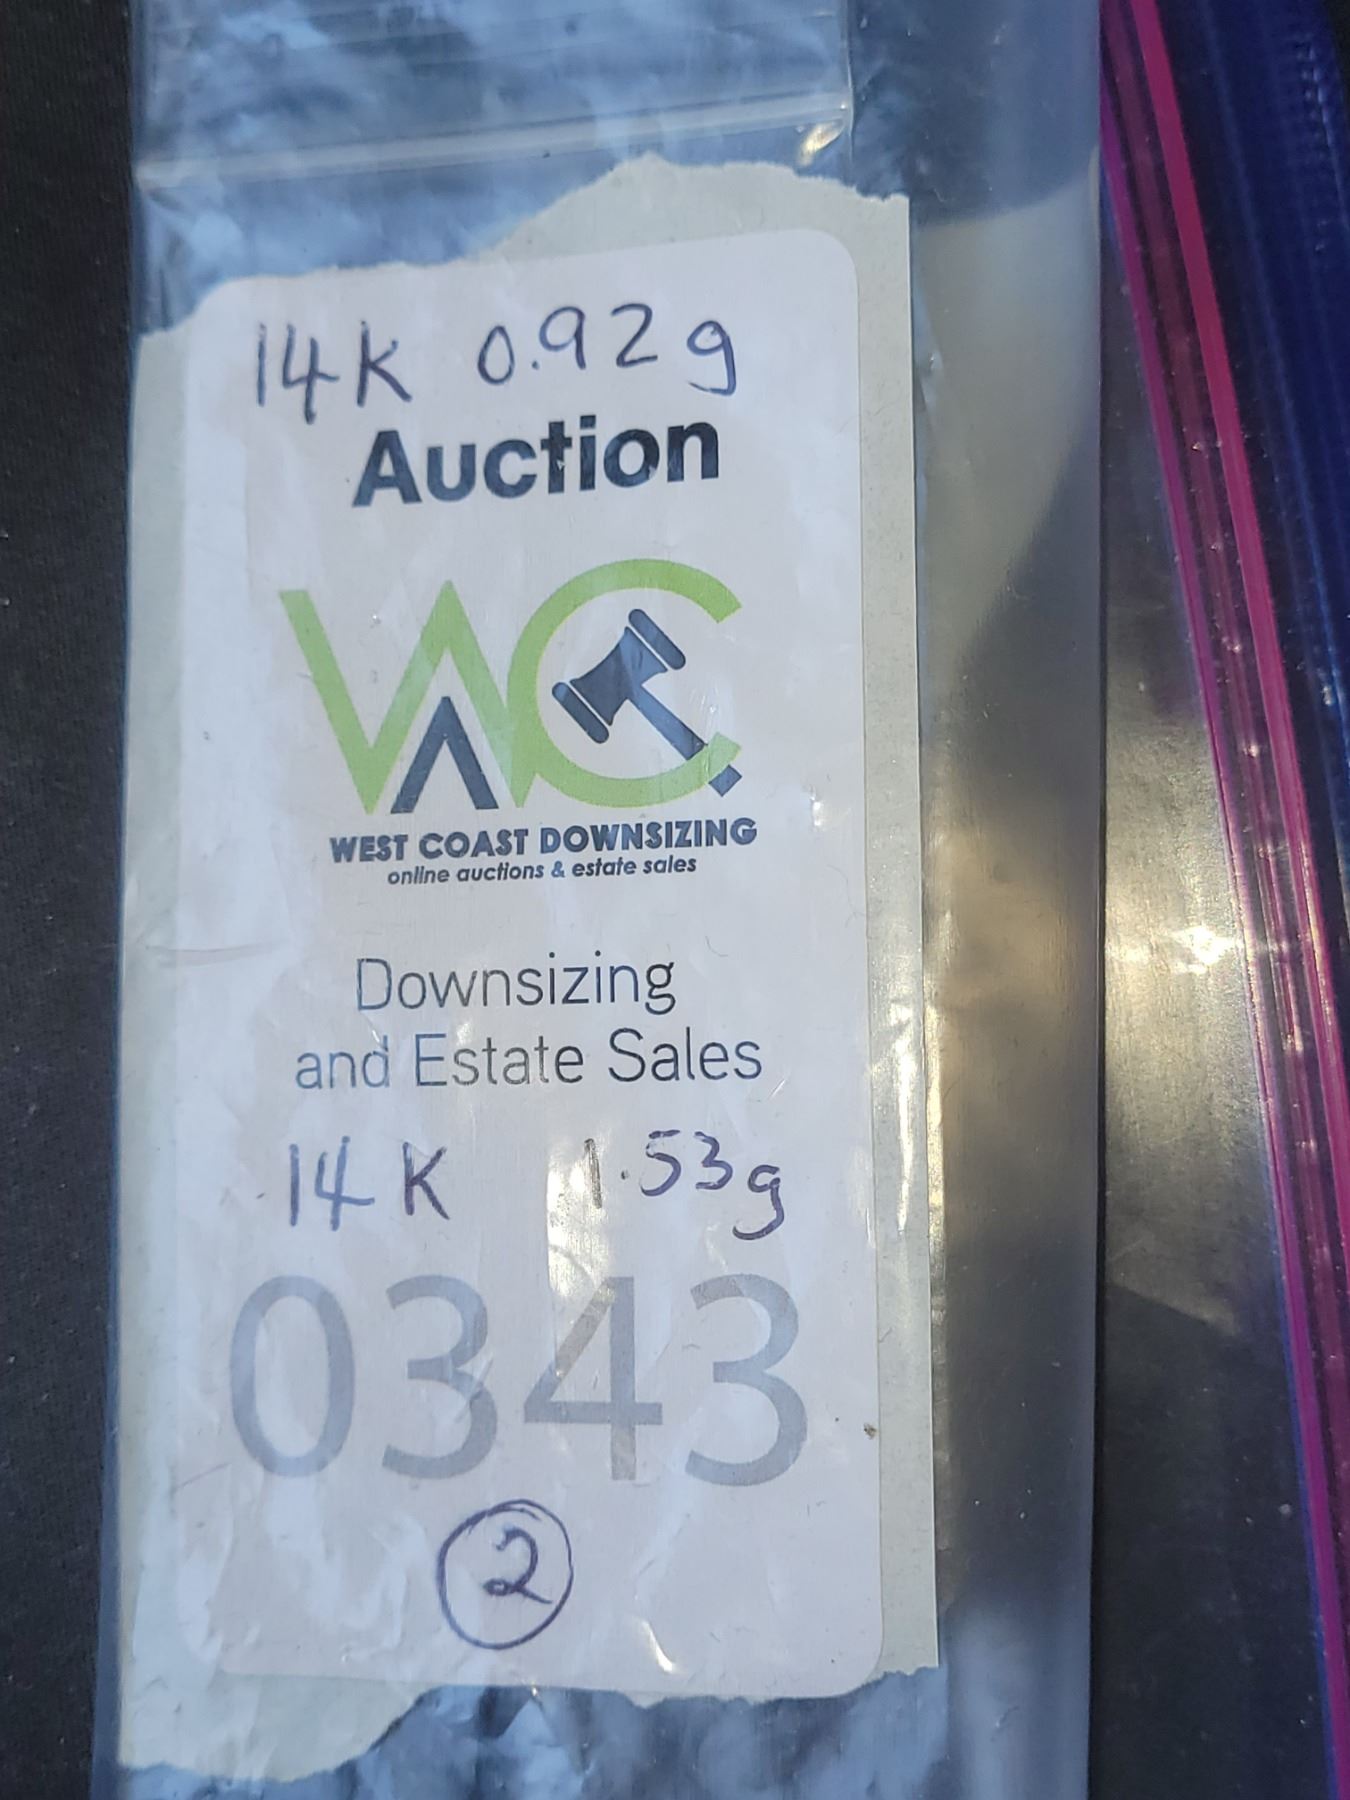 14K 0.92g
Auction
WAC
WEST COAST DOWNSIZING
online auctions & estate sales
Downsizing
and Estate Sales
14K 1.53g
0343
2